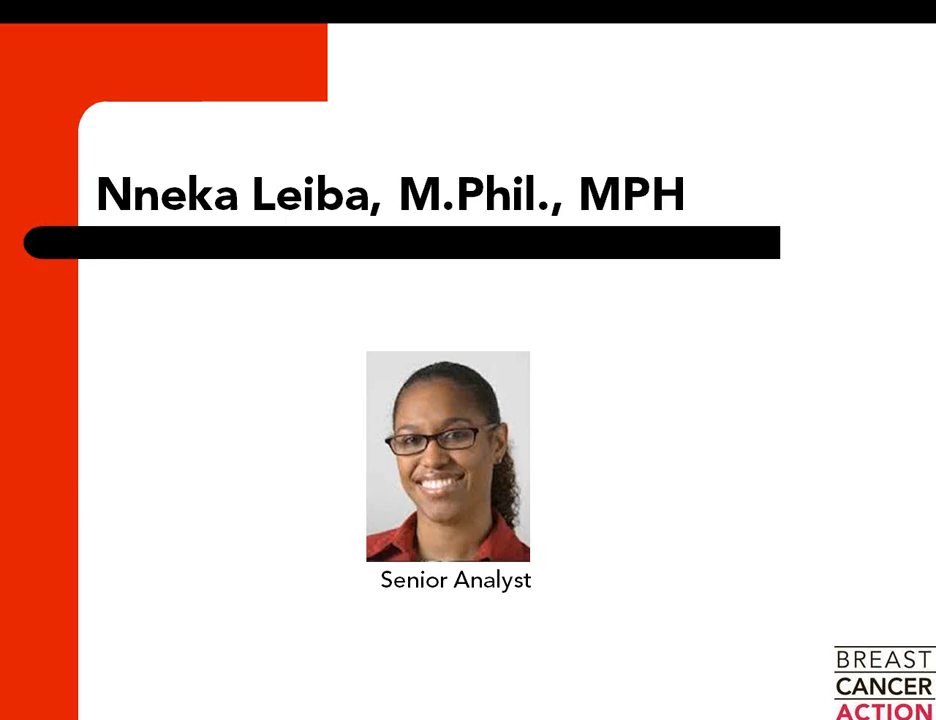 Nneka Leiba, M.Phil., MPH
Senior Analyst
BREAST
CANCER
ACTION